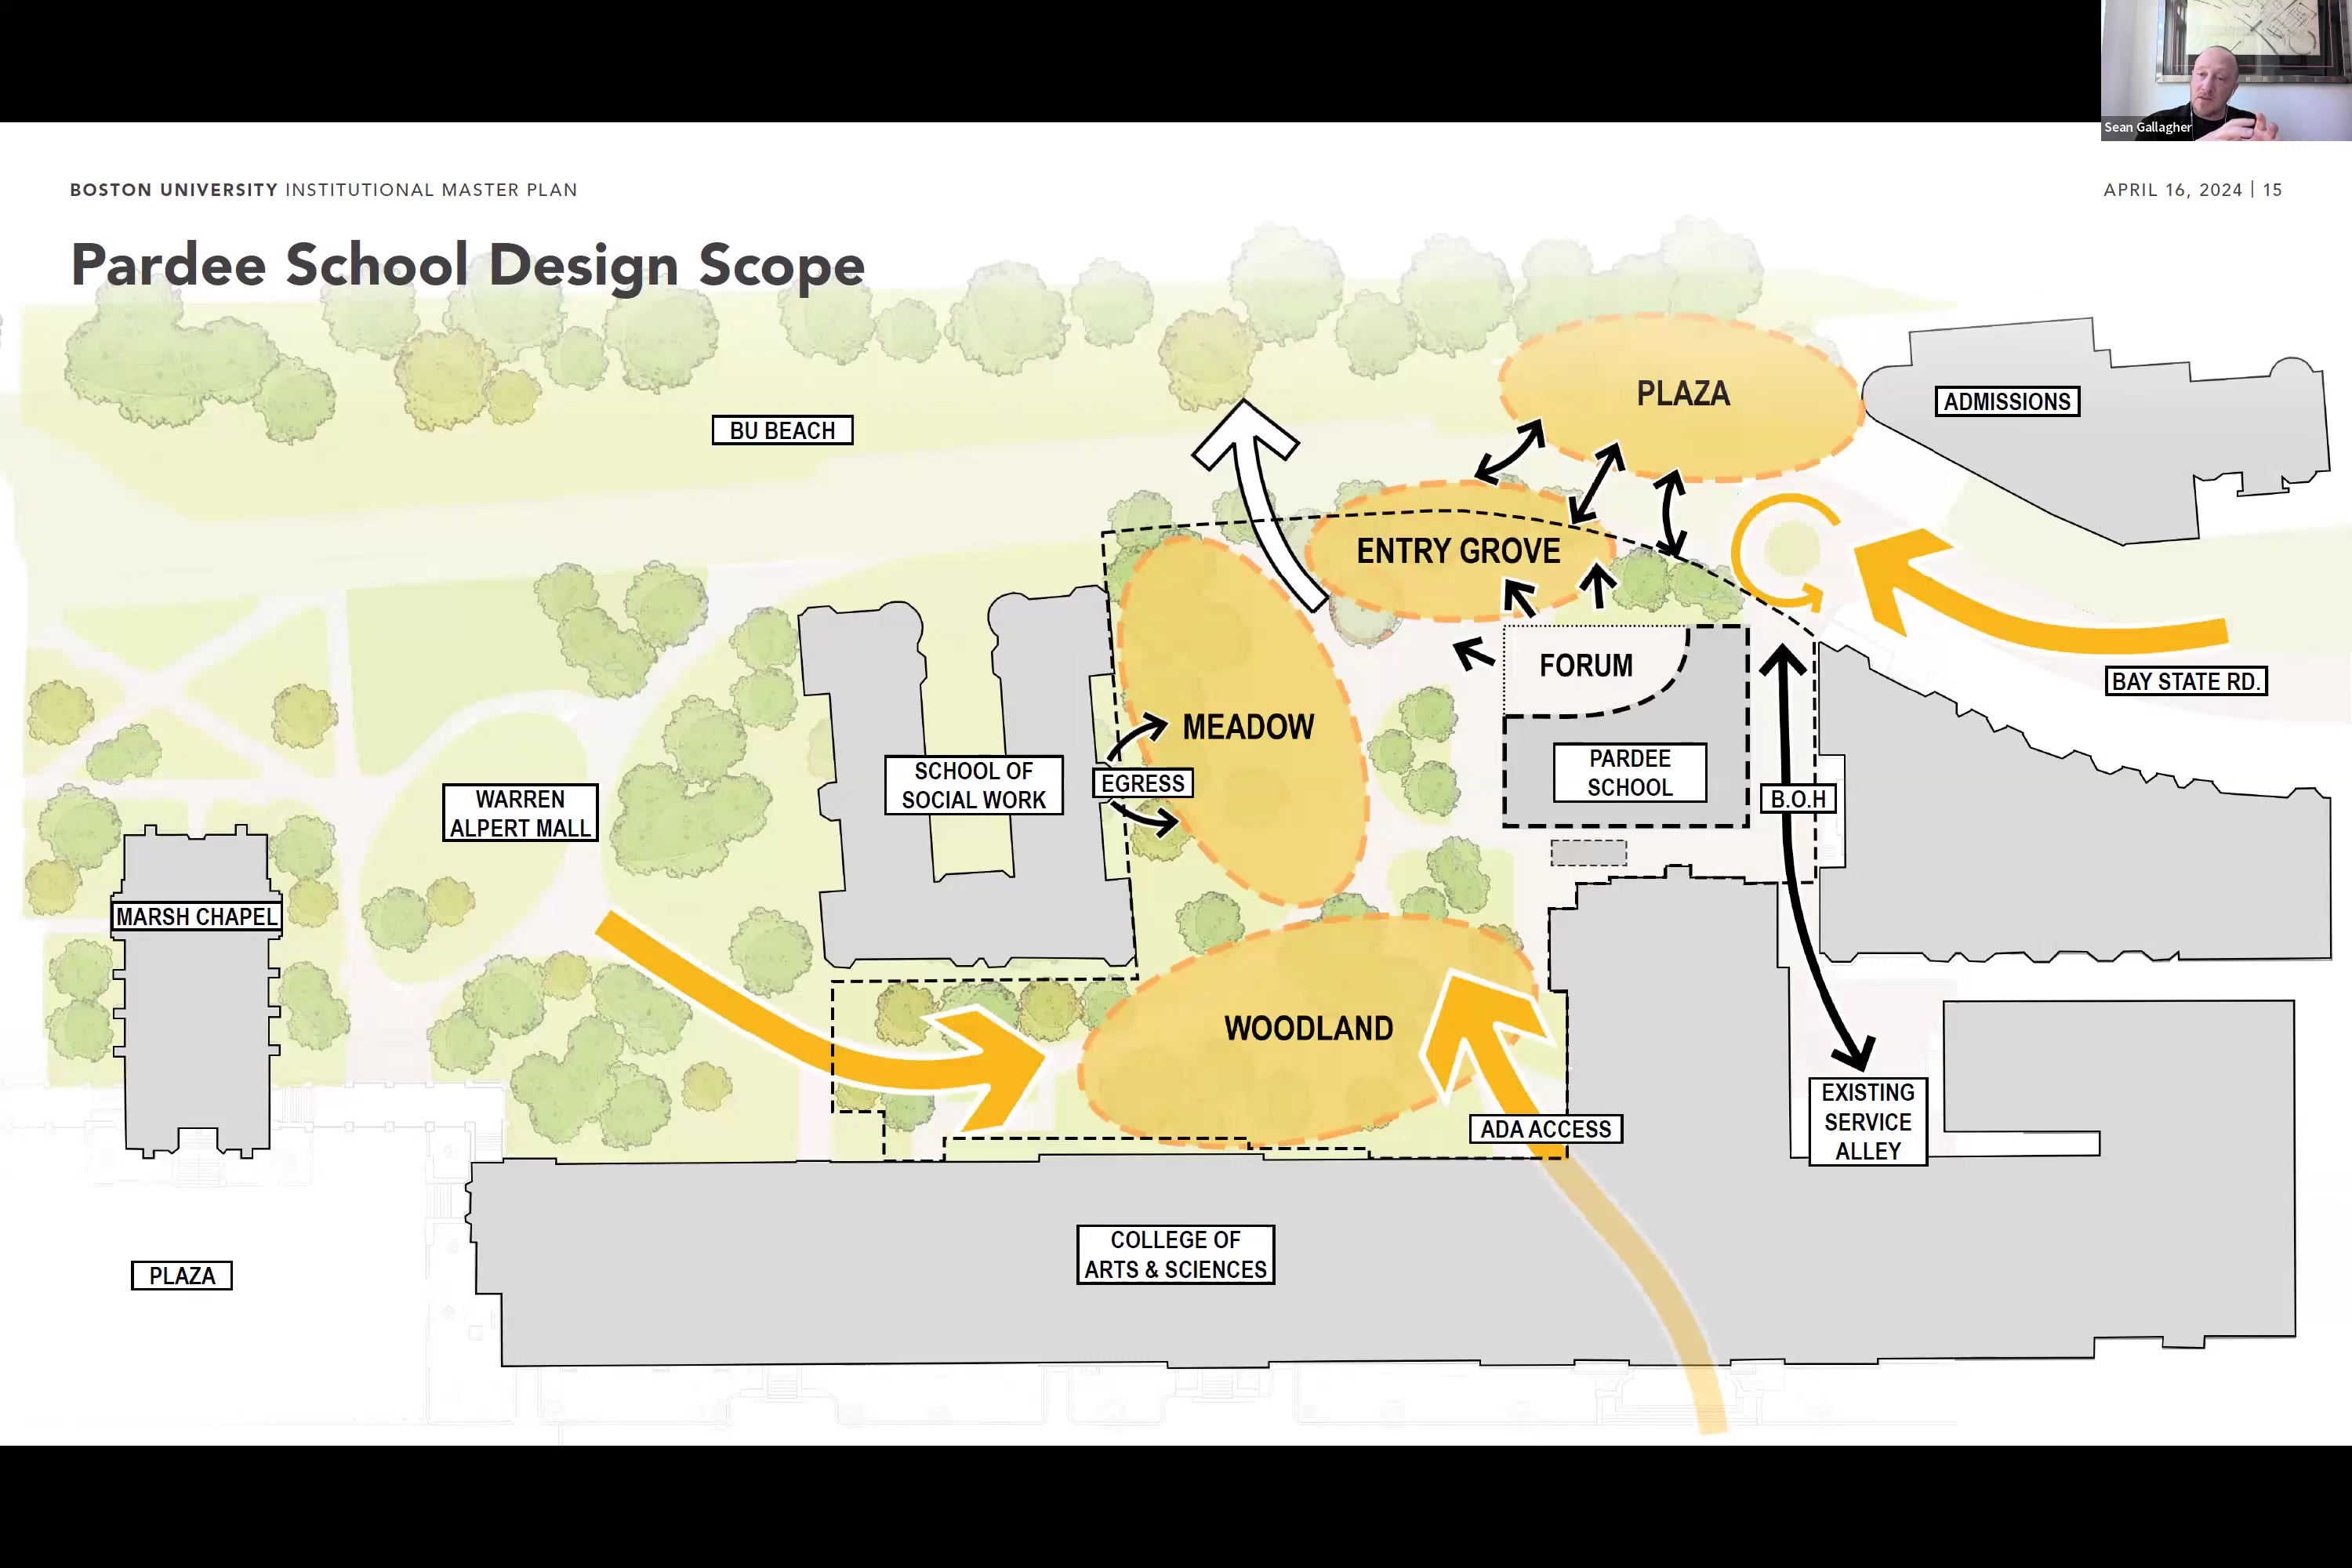 Sean Gallagher
BOSTON UNIVERSITY INSTITUTIONAL MASTER PLAN
APRIL 16, 2024 | 15
Pardee School Design Scope
PLAZA
ADMISSIONS
BU BEACH
ENTRY GROVE
FORUM
BAY STATE RD.
MEADOW
PARDEE
SCHOOL
SCHOOL OF
SOCIAL WORK
EGRESS
B.O.H
WARREN
ALPERT MALL
MARSH CHAPEL
WOODLAND
EXISTING
SERVICE
ALLEY
ADA ACCESS
COLLEGE OF
ARTS & SCIENCES
PLAZA